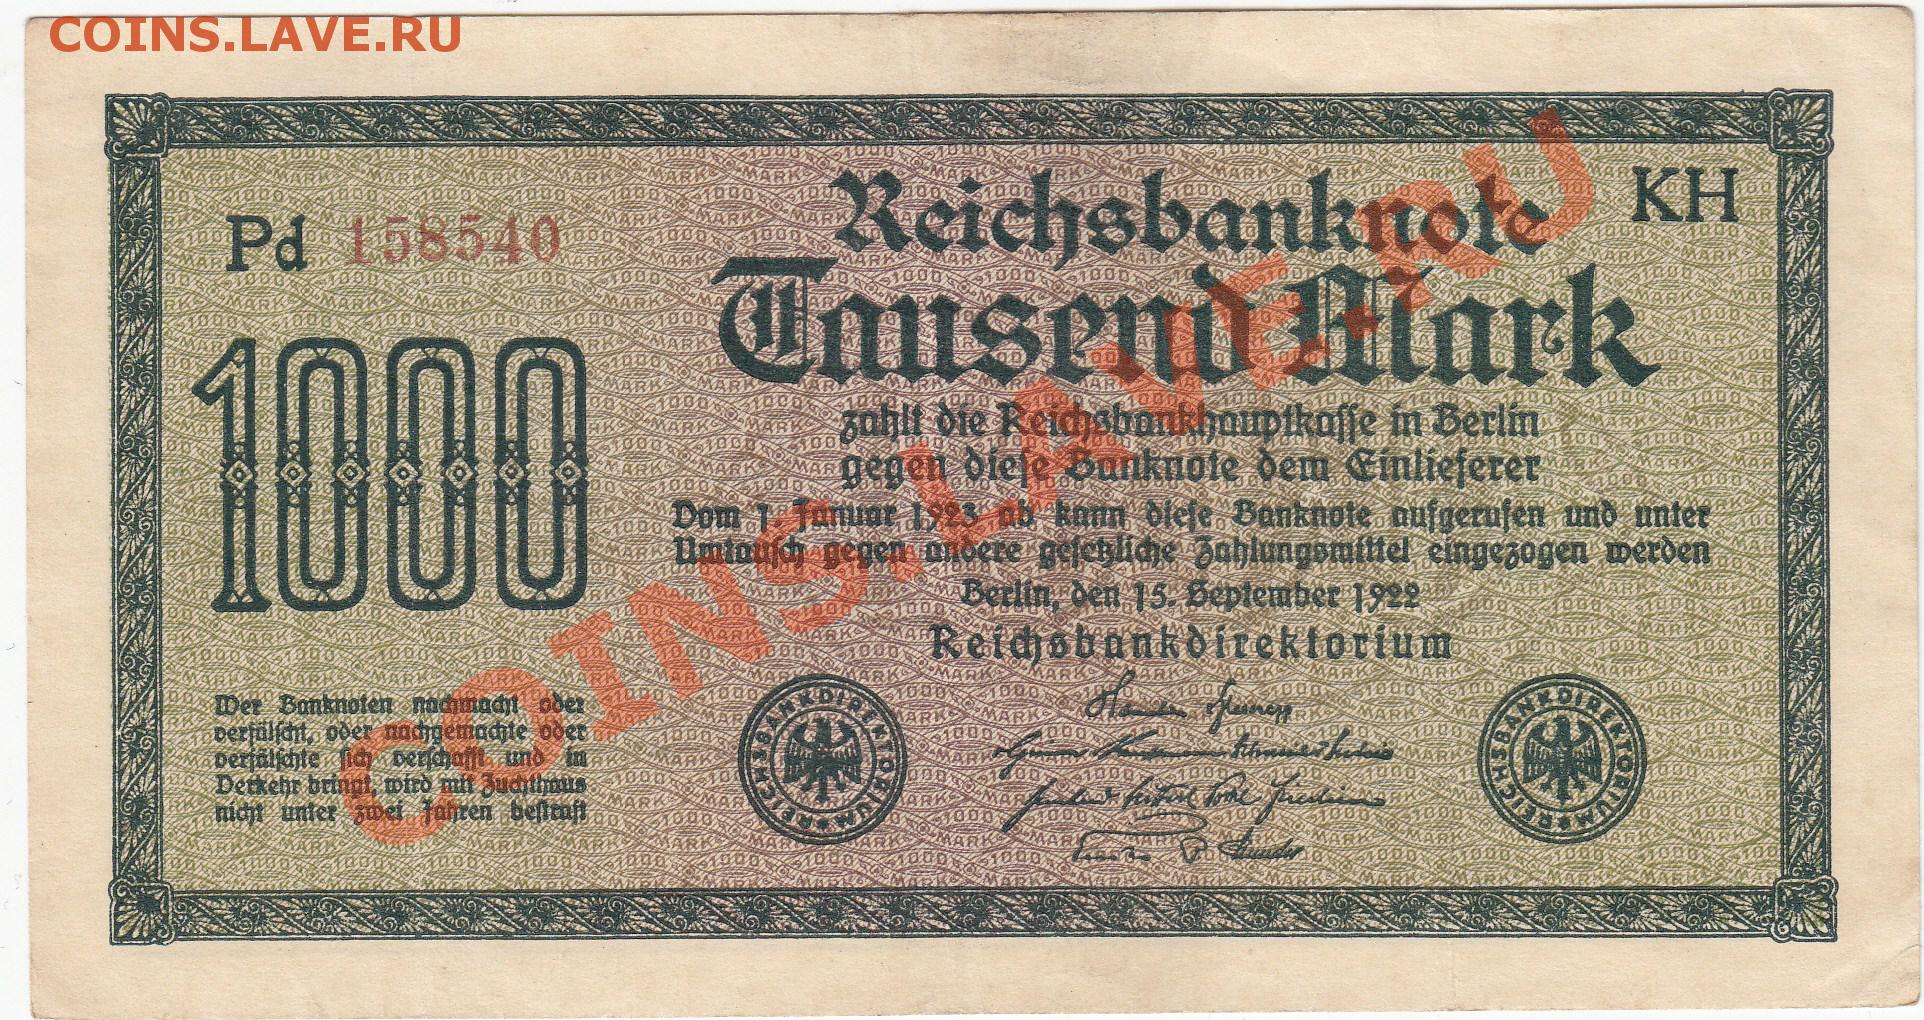 COINS.LAVE.RU
Reichsbanknote
KH
Pd 158540
Tausend Mark
1000
zahlt die Reichsbankhauptkasse in Berlin
gegen diese Banknote dem Einlieferer
Vom 1. Januar 1923 ab kann diese Banknote aufgerufen und unter
Umtausch gegen andere gesetzliche Zahlungsmittel eingezogen werden
Berlin, den 15. September 1922
Reichsbankdirektorium
Wer Banknoten nachmacht oder
verfälscht, oder nachgemachte oder
verfälschte sich verschafft und in
Verkehr bringt, wird mit Zuchthaus
nicht unter zwei Jahren bestraft
REICHSBANKDIREKTORIUM
REICHSBANKDIREKTORIUM
COINS.LAVE.RU